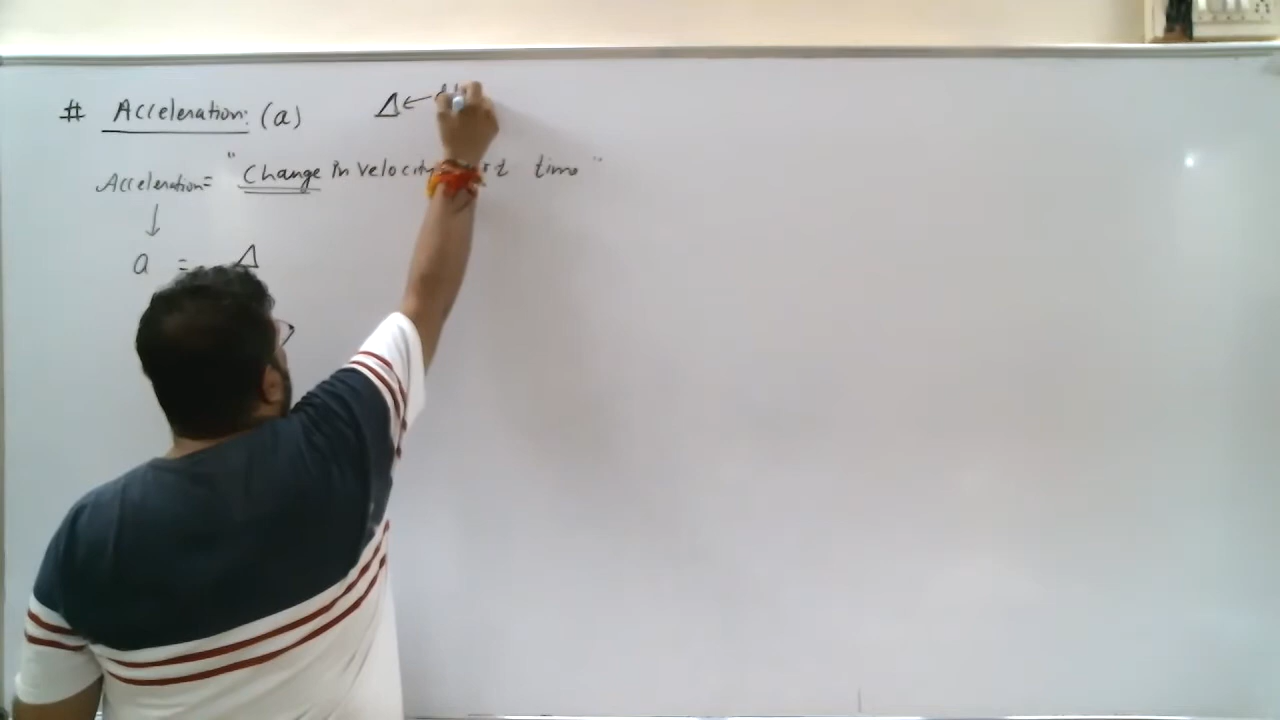 # Acceleration: (a) Δ ←
Acceleration = "Change in velocity time"
↓
a = Δ